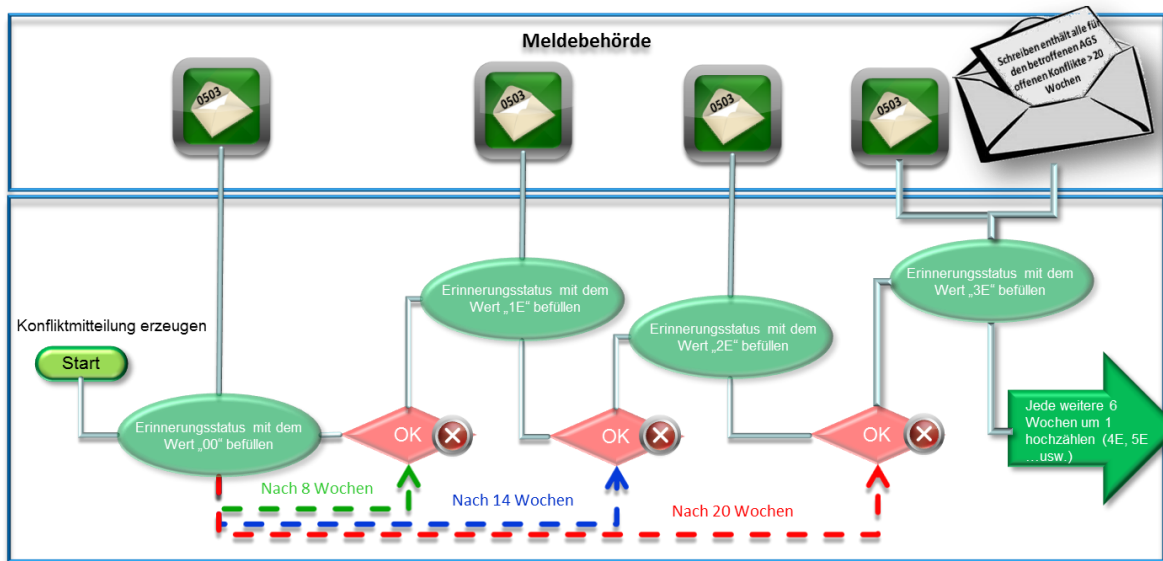 Meldebehörde
0503
0503
0503
0503
Schreiben enthält alle für
den betroffenen AGS
offenen Konflikte >20
Wochen
Konfliktmitteilung erzeugen
Start
Erinnerungsstatus mit dem
Wert „00“ befüllen
OK
Erinnerungsstatus mit dem
Wert „1E“ befüllen
OK
Erinnerungsstatus mit dem
Wert „2E“ befüllen
OK
Erinnerungsstatus mit dem
Wert „3E“ befüllen
Jede weitere 6
Wochen um 1
hochzählen (4E, 5E
...usw.)
Nach 8 Wochen
Nach 14 Wochen
Nach 20 Wochen